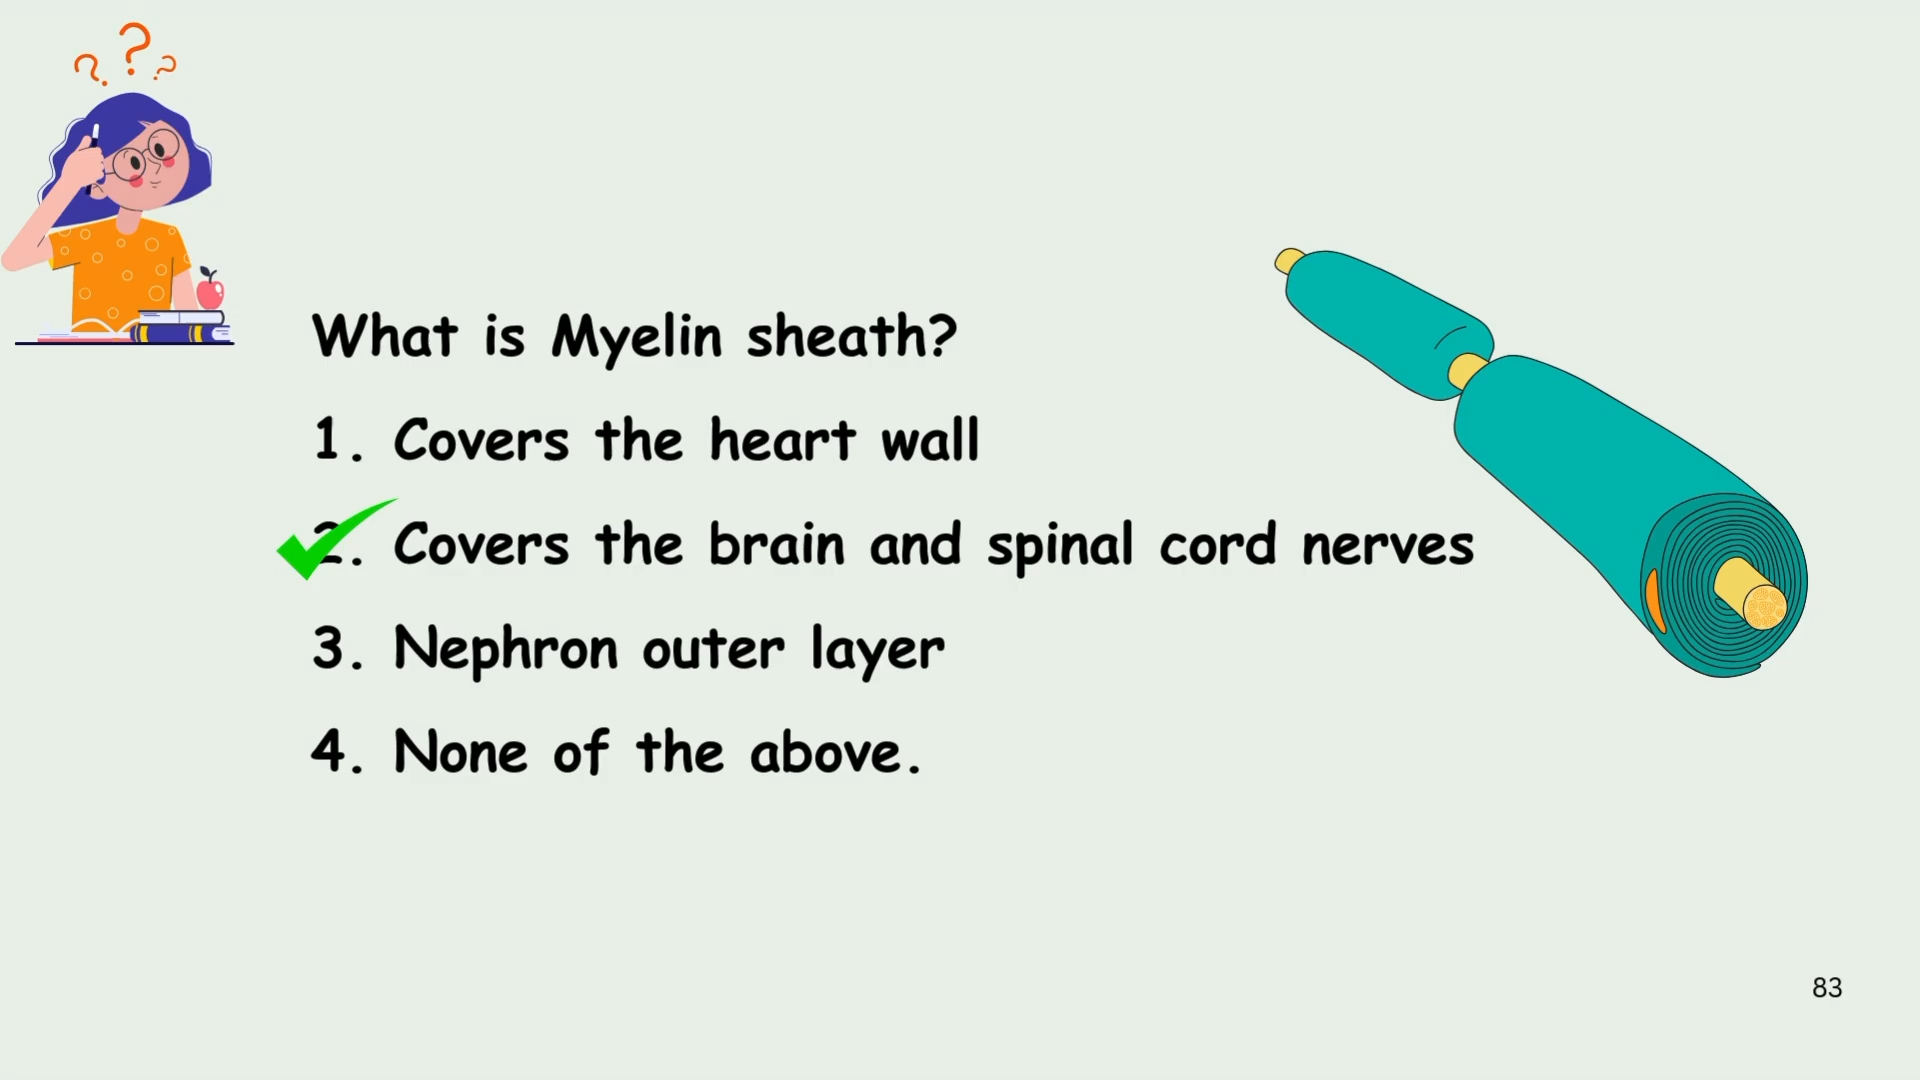 What is Myelin sheath?
1. Covers the heart wall
2. Covers the brain and spinal cord nerves
3. Nephron outer layer
4. None of the above.
83